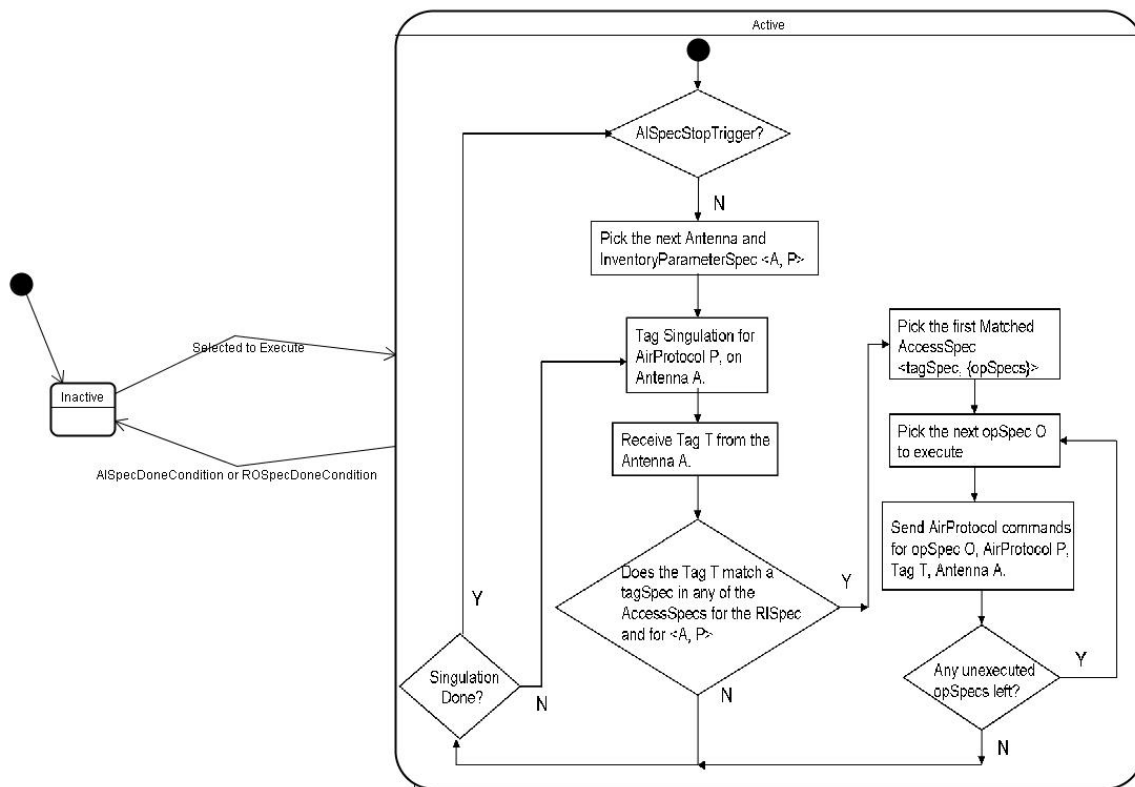 Active
AISpecStopTrigger?
N
Pick the next Antenna and
InventoryParameterSpec <A, P>
Tag Singulation for
AirProtocol P, on
Antenna A.
Receive Tag T from the
Antenna A.
Does the Tag T match a
tagSpec in any of the
AccessSpecs for the RISpec
and for <A, P>
Y
N
Pick the first Matched
AccessSpec
<tagSpec, {opSpecs}>
Pick the next opSpec O
to execute
Send AirProtocol commands
for opSpec O, AirProtocol P,
Tag T, Antenna A.
Any unexecuted
opSpecs left?
Y
N
Singulation
Done?
Y
N
Selected to Execute
Inactive
AISpecDoneCondition or ROSpecDoneCondition